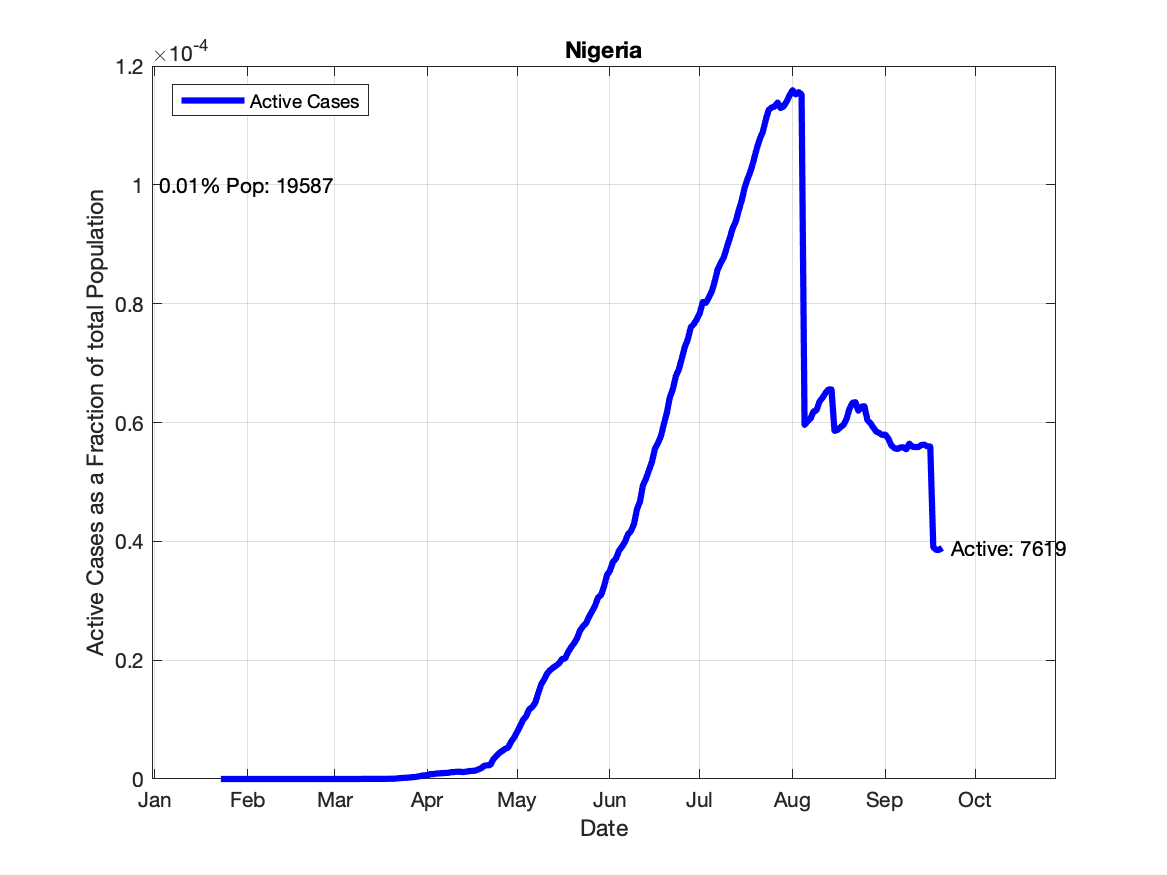 Nigeria
×10-4
1.2
1
0.8
0.6
0.4
0.2
0
Active Cases
0.01% Pop: 19587
Active: 7619
Active Cases as a Fraction of total Population
Jan Feb Mar Apr May Jun Jul Aug Sep Oct
Date